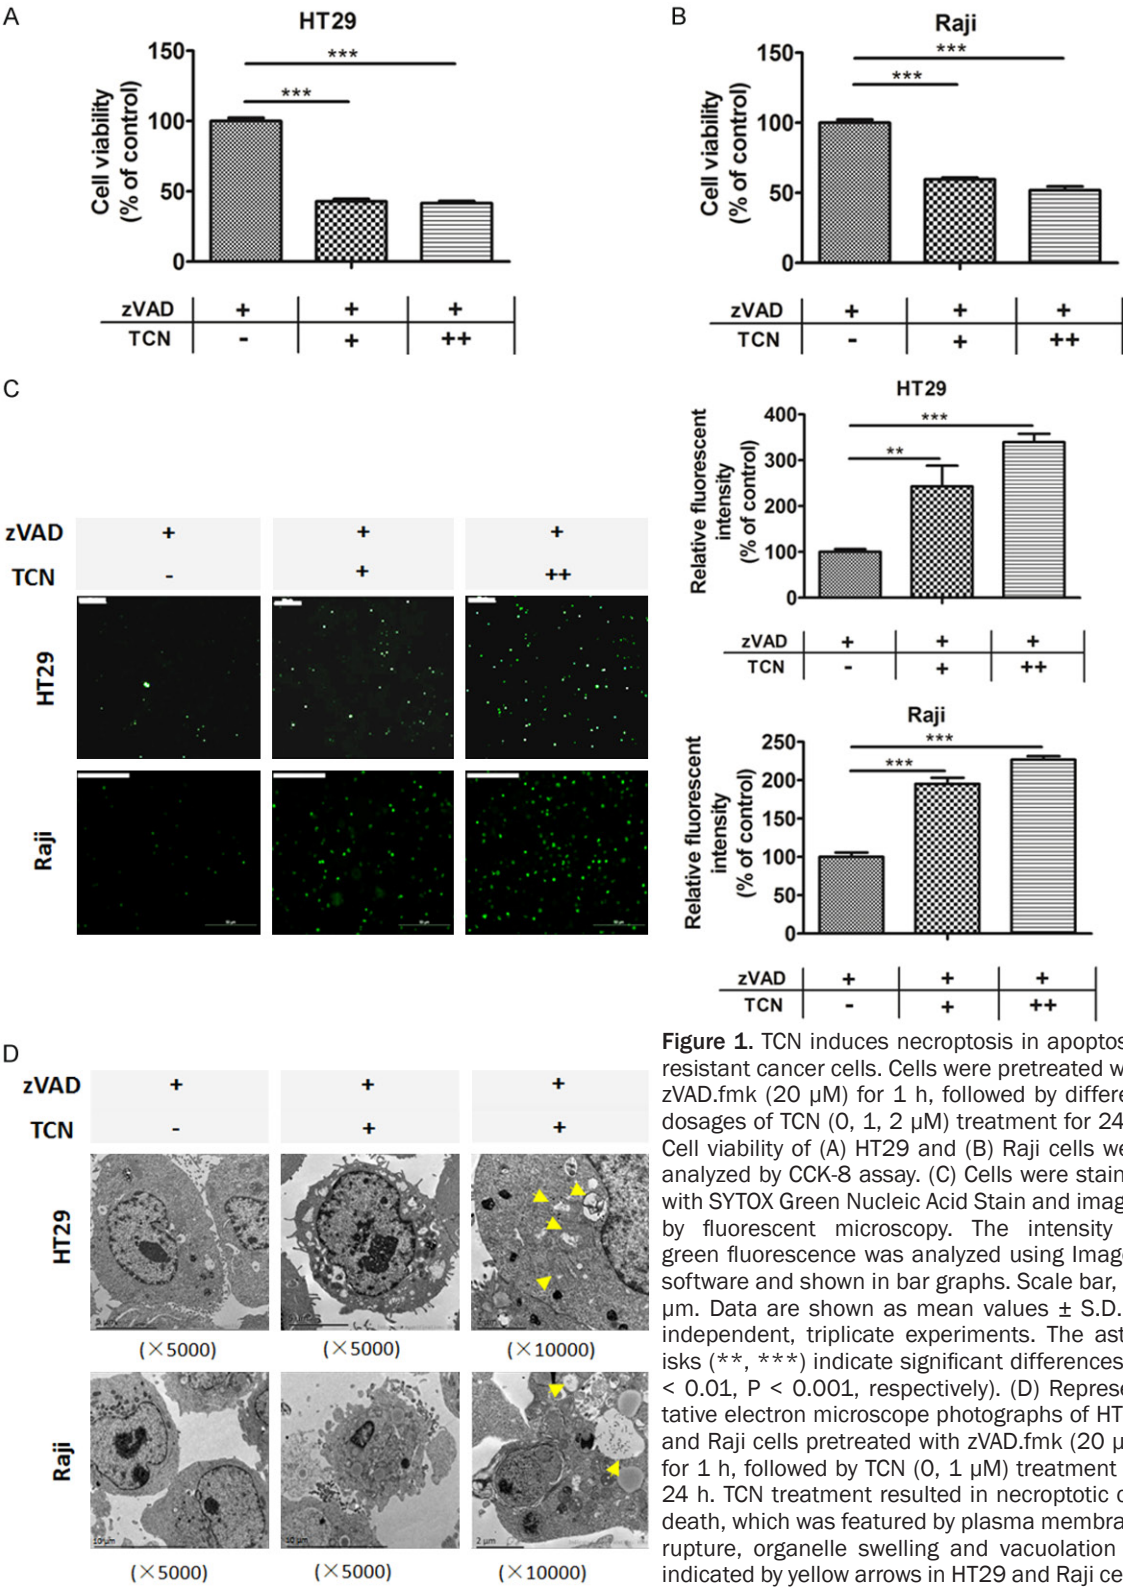 A
HT29
Cell viability
(% of control)
150
100
50
0
***
***
zVAD + + +
TCN - + ++
B
Raji
Cell viability
(% of control)
150
100
50
0
***
***
zVAD + + +
TCN - + ++
C
zVAD + + +
TCN - + ++
HT29
Raji
HT29
Relative fluorescent
intensity
(% of control)
400
300
200
100
0
***
**
zVAD + + +
TCN - + ++
Raji
Relative fluorescent
intensity
(% of control)
250
200
150
100
50
0
***
***
zVAD + + +
TCN - + ++
D
zVAD + + +
TCN - + +
HT29
(×5000) (×5000) (×10000)
Raji
10 µm 10 µm 2 µm
(×5000) (×5000) (×10000)
Figure 1. TCN induces necroptosis in apoptos
resistant cancer cells. Cells were pretreated w
zVAD.fmk (20 µM) for 1 h, followed by differe
dosages of TCN (0, 1, 2 µM) treatment for 24
Cell viability of (A) HT29 and (B) Raji cells we
analyzed by CCK-8 assay. (C) Cells were stain
with SYTOX Green Nucleic Acid Stain and imag
by fluorescent microscopy. The intensity
green fluorescence was analyzed using Image
software and shown in bar graphs. Scale bar,
µm. Data are shown as mean values ± S.D.
independent, triplicate experiments. The ast
isks (**, ***) indicate significant differences
< 0.01, P < 0.001, respectively). (D) Represe
tative electron microscope photographs of HT
and Raji cells pretreated with zVAD.fmk (20 µ
for 1 h, followed by TCN (0, 1 µM) treatment
24 h. TCN treatment resulted in necroptotic c
death, which was featured by plasma membra
rupture, organelle swelling and vacuolation
indicated by yellow arrows in HT29 and Raji ce